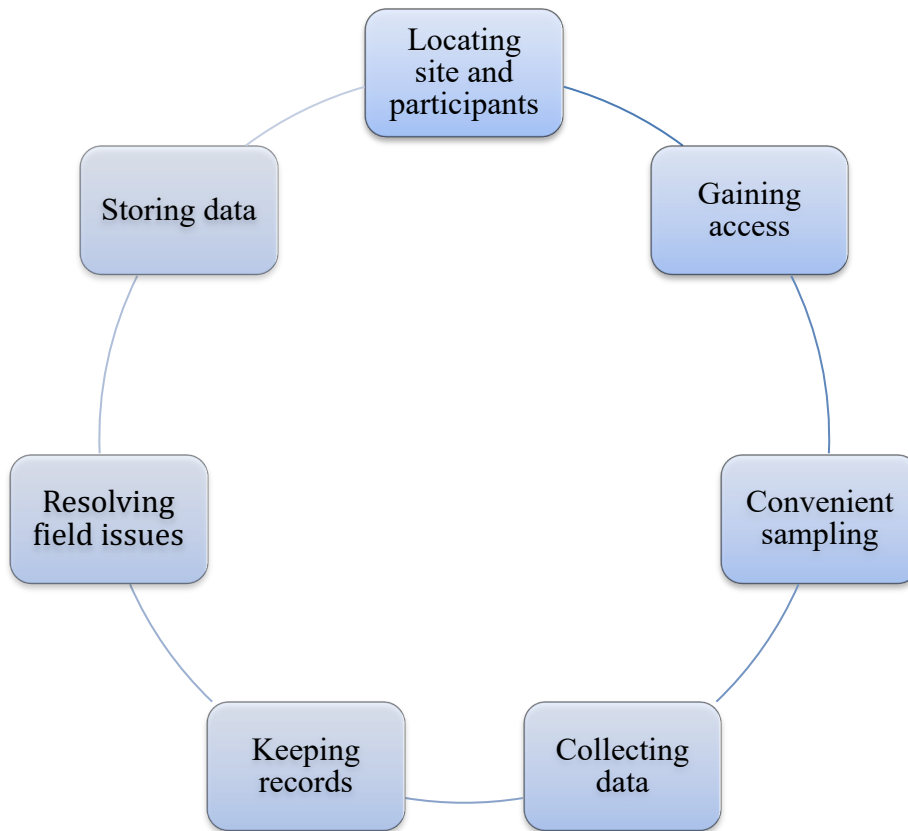 Locating
site and
participants
Gaining
access
Convenient
sampling
Collecting
data
Keeping
records
Resolving
field issues
Storing data